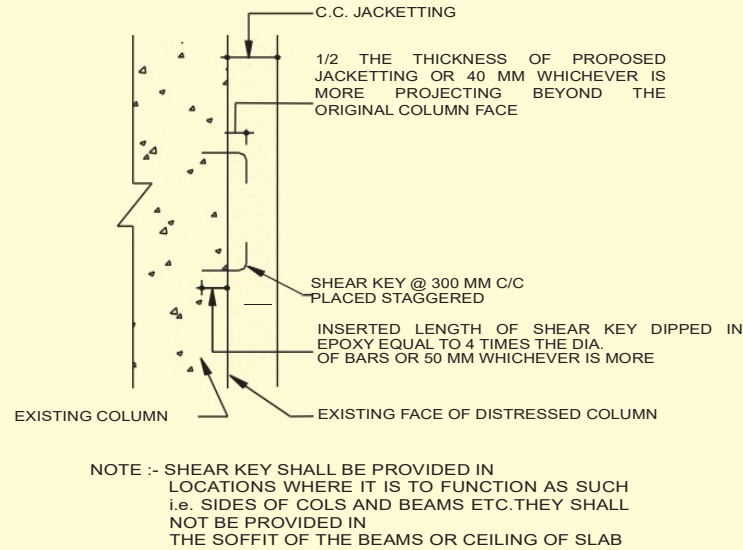 C.C. JACKETTING
1/2 THE THICKNESS OF PROPOSED
JACKETTING OR 40 MM WHICHEVER IS
MORE PROJECTING BEYOND THE
ORIGINAL COLUMN FACE
SHEAR KEY @ 300 MM C/C
PLACED STAGGERED
INSERTED LENGTH OF SHEAR KEY DIPPED IN
EPOXY EQUAL TO 4 TIMES THE DIA.
OF BARS OR 50 MM WHICHEVER IS MORE
EXISTING COLUMN
EXISTING FACE OF DISTRESSED COLUMN
NOTE :- SHEAR KEY SHALL BE PROVIDED IN
LOCATIONS WHERE IT IS TO FUNCTION AS SUCH
i.e. SIDES OF COLS AND BEAMS ETC.THEY SHALL
NOT BE PROVIDED IN
THE SOFFIT OF THE BEAMS OR CEILING OF SLAB